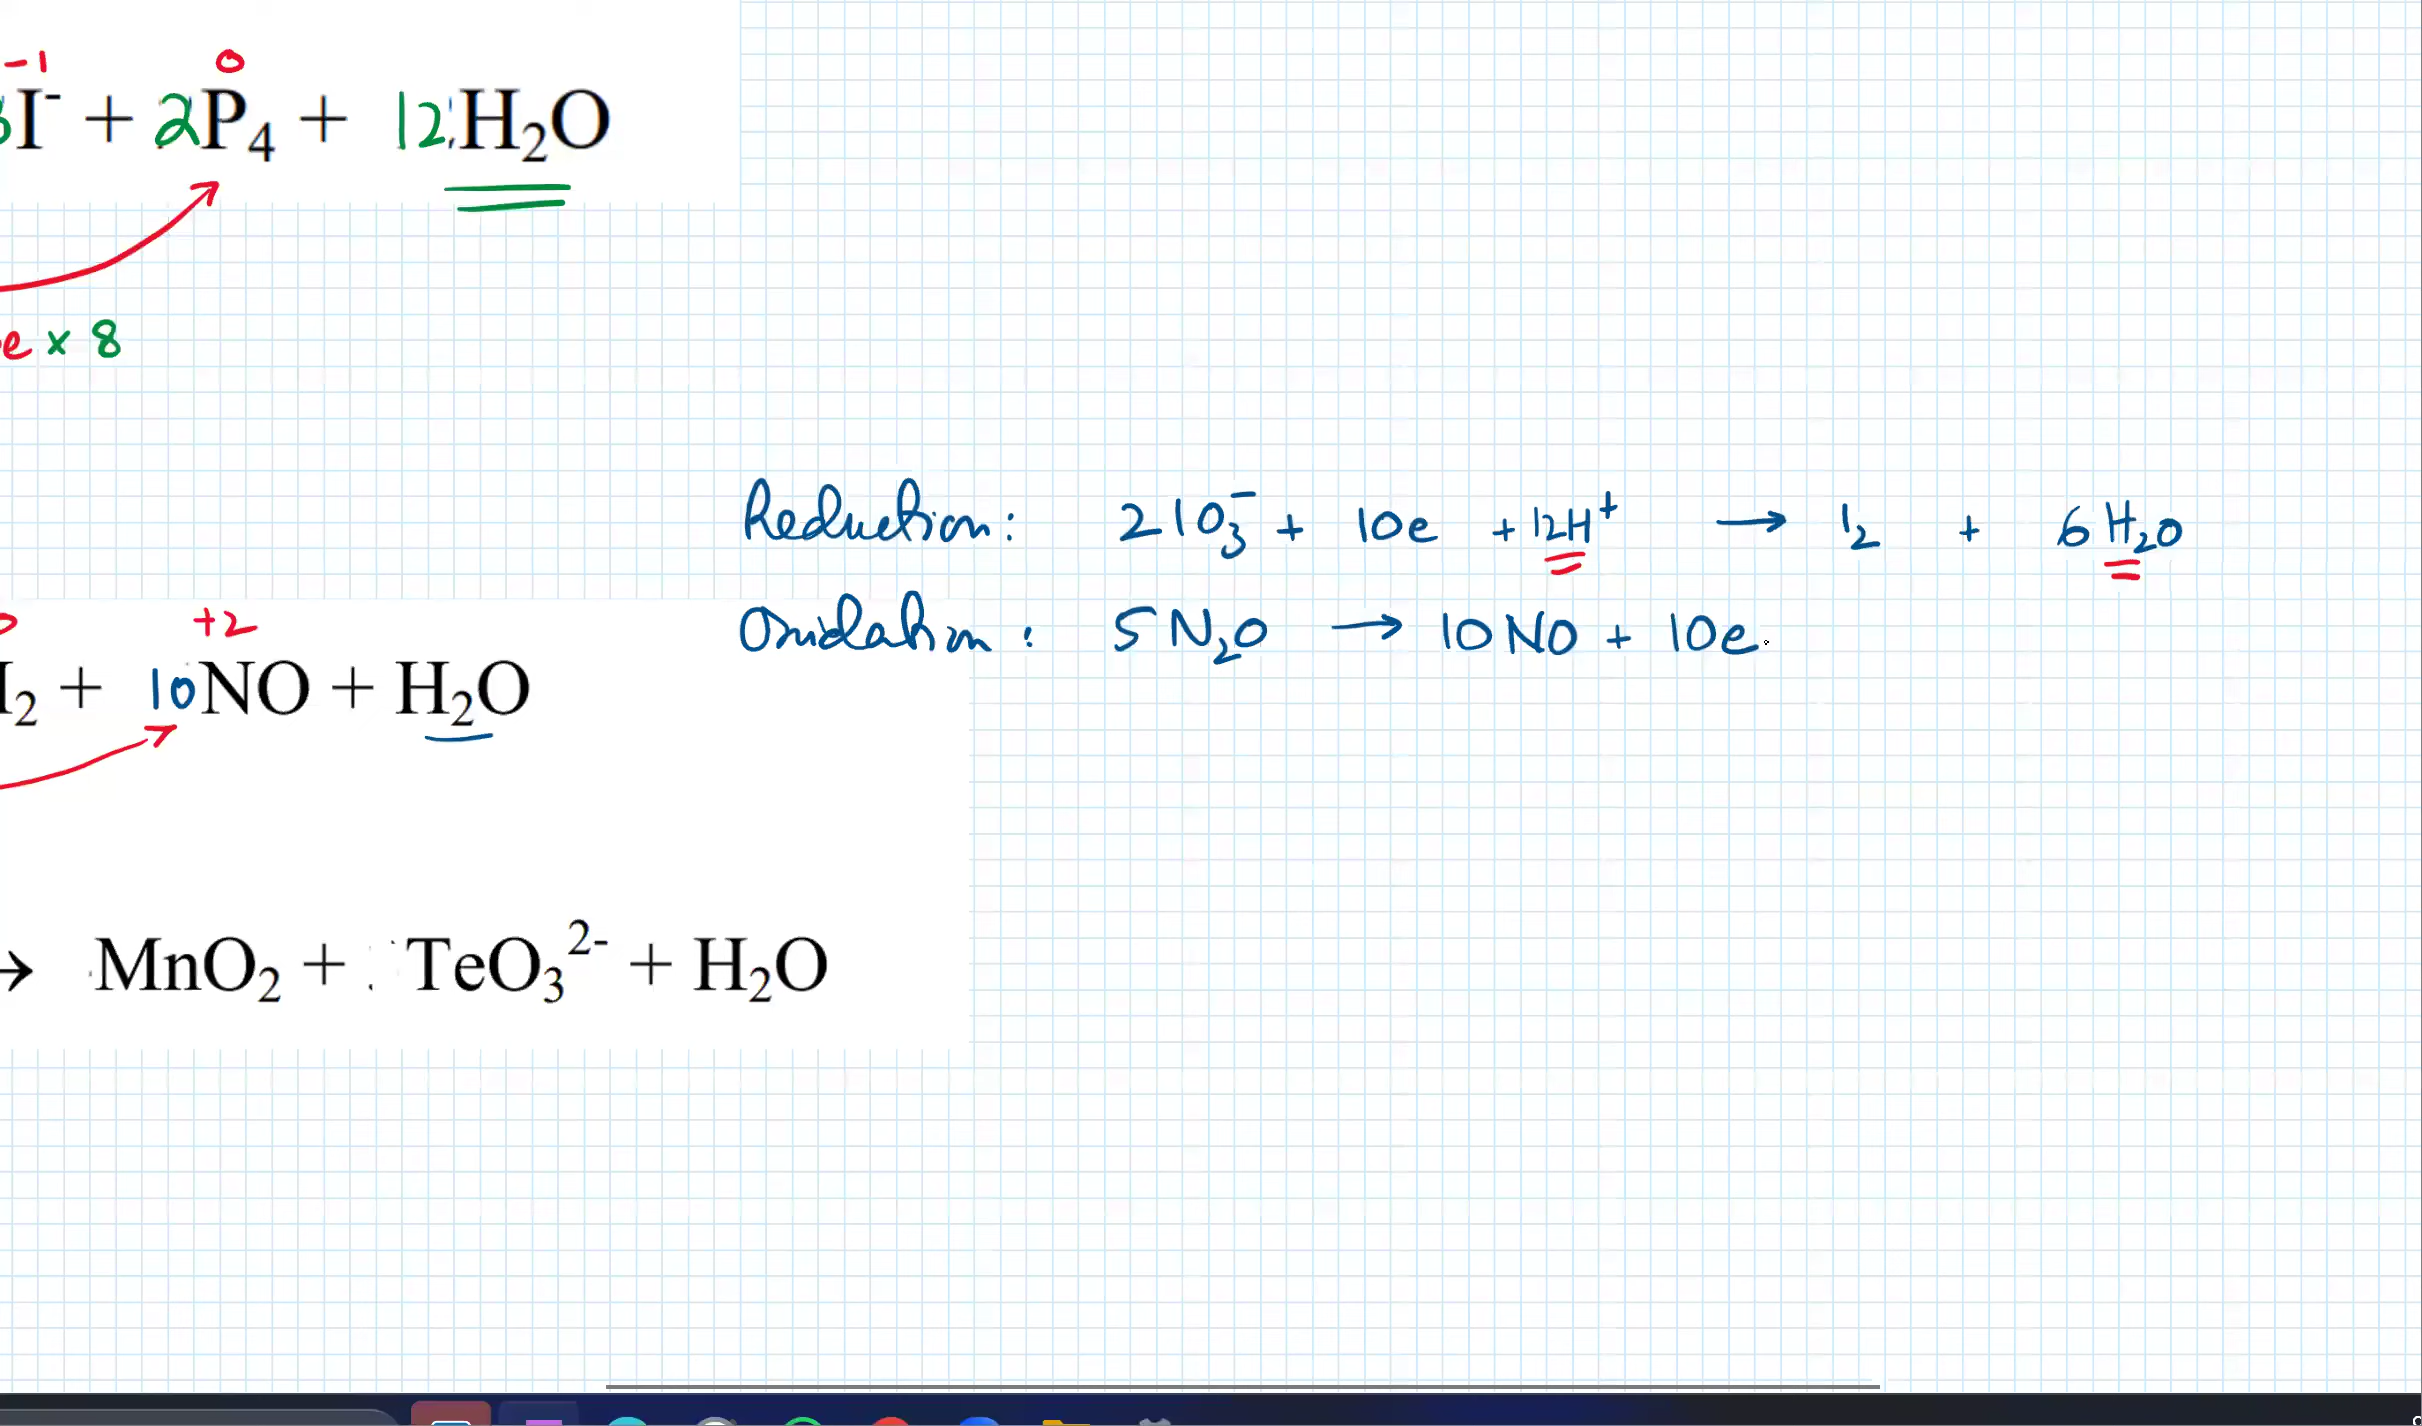 -1 0
I⁻ + 2P₄ + 12H₂O
e x 8
Reduction: 2IO₃⁻ + 10e + 12H⁺ → I₂ + 6H₂O
Oxidation: 5N₂O → 10NO + 10e
0 +2
I₂ + 10NO + H₂O
→ MnO₂ + TeO₃²⁻ + H₂O